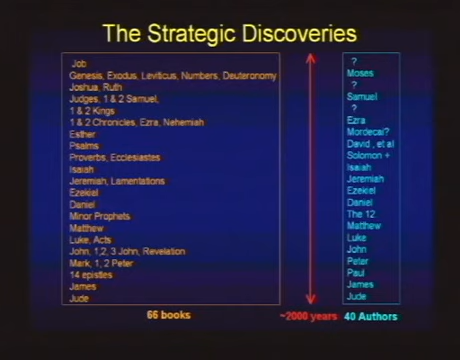 The Strategic Discoveries
Job
Genesis, Exodus, Leviticus, Numbers, Deuteronomy
Joshua, Ruth
Judges, 1 & 2 Samuel,
1 & 2 Kings
1 & 2 Chronicles, Ezra, Nehemiah
Esther
Psalms
Proverbs, Ecclesiastes
Isaiah
Jeremiah, Lamentations
Ezekiel
Daniel
Minor Prophets
Matthew
Luke, Acts
John, 1,2, 3 John, Revelation
Mark, 1, 2 Peter
14 epistles
James
Jude
66 books
~2000 years
?
Moses
?
Samuel
?
Ezra
Mordecai?
David , et al
Solomon +
Isaiah
Jeremiah
Ezekiel
Daniel
The 12
Matthew
Luke
John
Peter
Paul
James
Jude
40 Authors